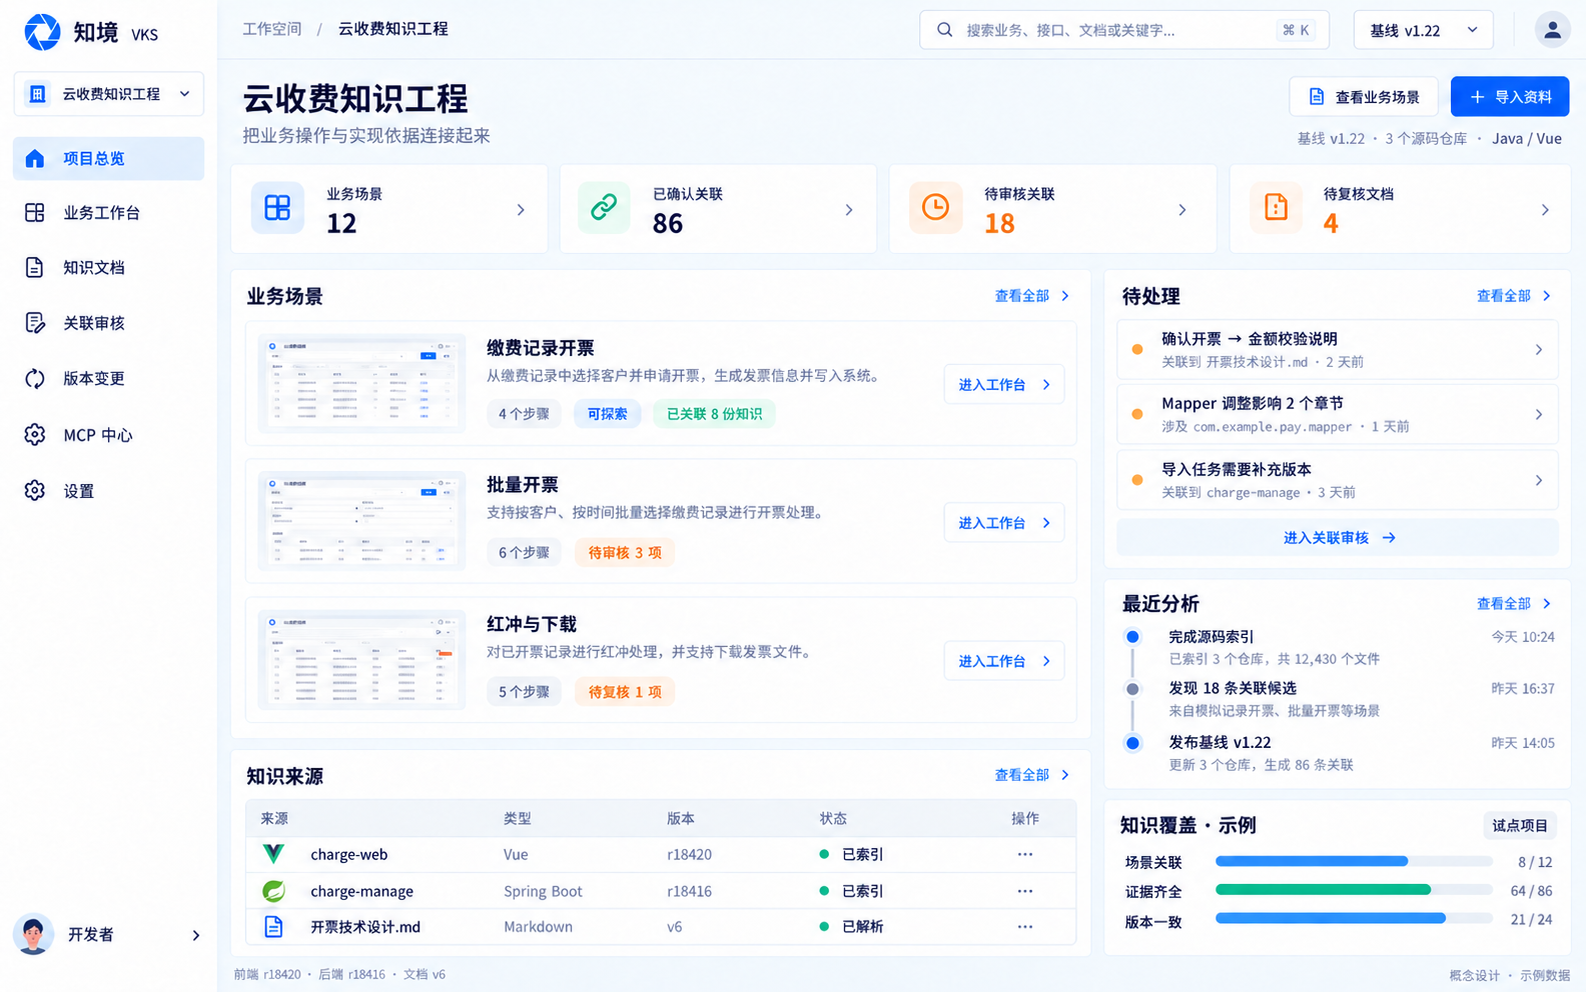 知境 VKS
云收费知识工程
项目总览
业务工作台
知识文档
关联审核
版本变更
MCP 中心
设置
开发者
工作空间 / 云收费知识工程
搜索业务、接口、文档或关键字... ⌘ K
基线 v1.22
云收费知识工程
把业务操作与实现依据连接起来
查看业务场景
+ 导入资料
基线 v1.22 · 3 个源码仓库 · Java / Vue
业务场景
12
已确认关联
86
待审核关联
18
待复核文档
4
业务场景
查看全部
缴费记录开票
从缴费记录中选择客户并申请开票，生成发票信息并写入系统。
4 个步骤 可探索 已关联 8 份知识
进入工作台
批量开票
支持按客户、按时间批量选择缴费记录进行开票处理。
6 个步骤 待审核 3 项
进入工作台
红冲与下载
对已开票记录进行红冲处理，并支持下载发票文件。
5 个步骤 待复核 1 项
进入工作台
知识来源
查看全部
来源 类型 版本 状态 操作
charge-web Vue r18420 已索引 ···
charge-manage Spring Boot r18416 已索引 ···
开票技术设计.md Markdown v6 已解析 ···
前端 r18420 · 后端 r18416 · 文档 v6
待处理
查看全部
确认开票 → 金额校验说明
关联到 开票技术设计.md · 2 天前
Mapper 调整影响 2 个章节
涉及 com.example.pay.mapper · 1 天前
导入任务需要补充版本
关联到 charge-manage · 3 天前
进入关联审核 →
最近分析
查看全部
完成源码索引 今天 10:24
已索引 3 个仓库，共 12,430 个文件
发现 18 条关联候选 昨天 16:37
来自模拟记录开票、批量开票等场景
发布基线 v1.22 昨天 14:05
更新 3 个仓库，生成 86 条关联
知识覆盖 · 示例
试点项目
场景关联 8 / 12
证据齐全 64 / 86
版本一致 21 / 24
概念设计 · 示例数据